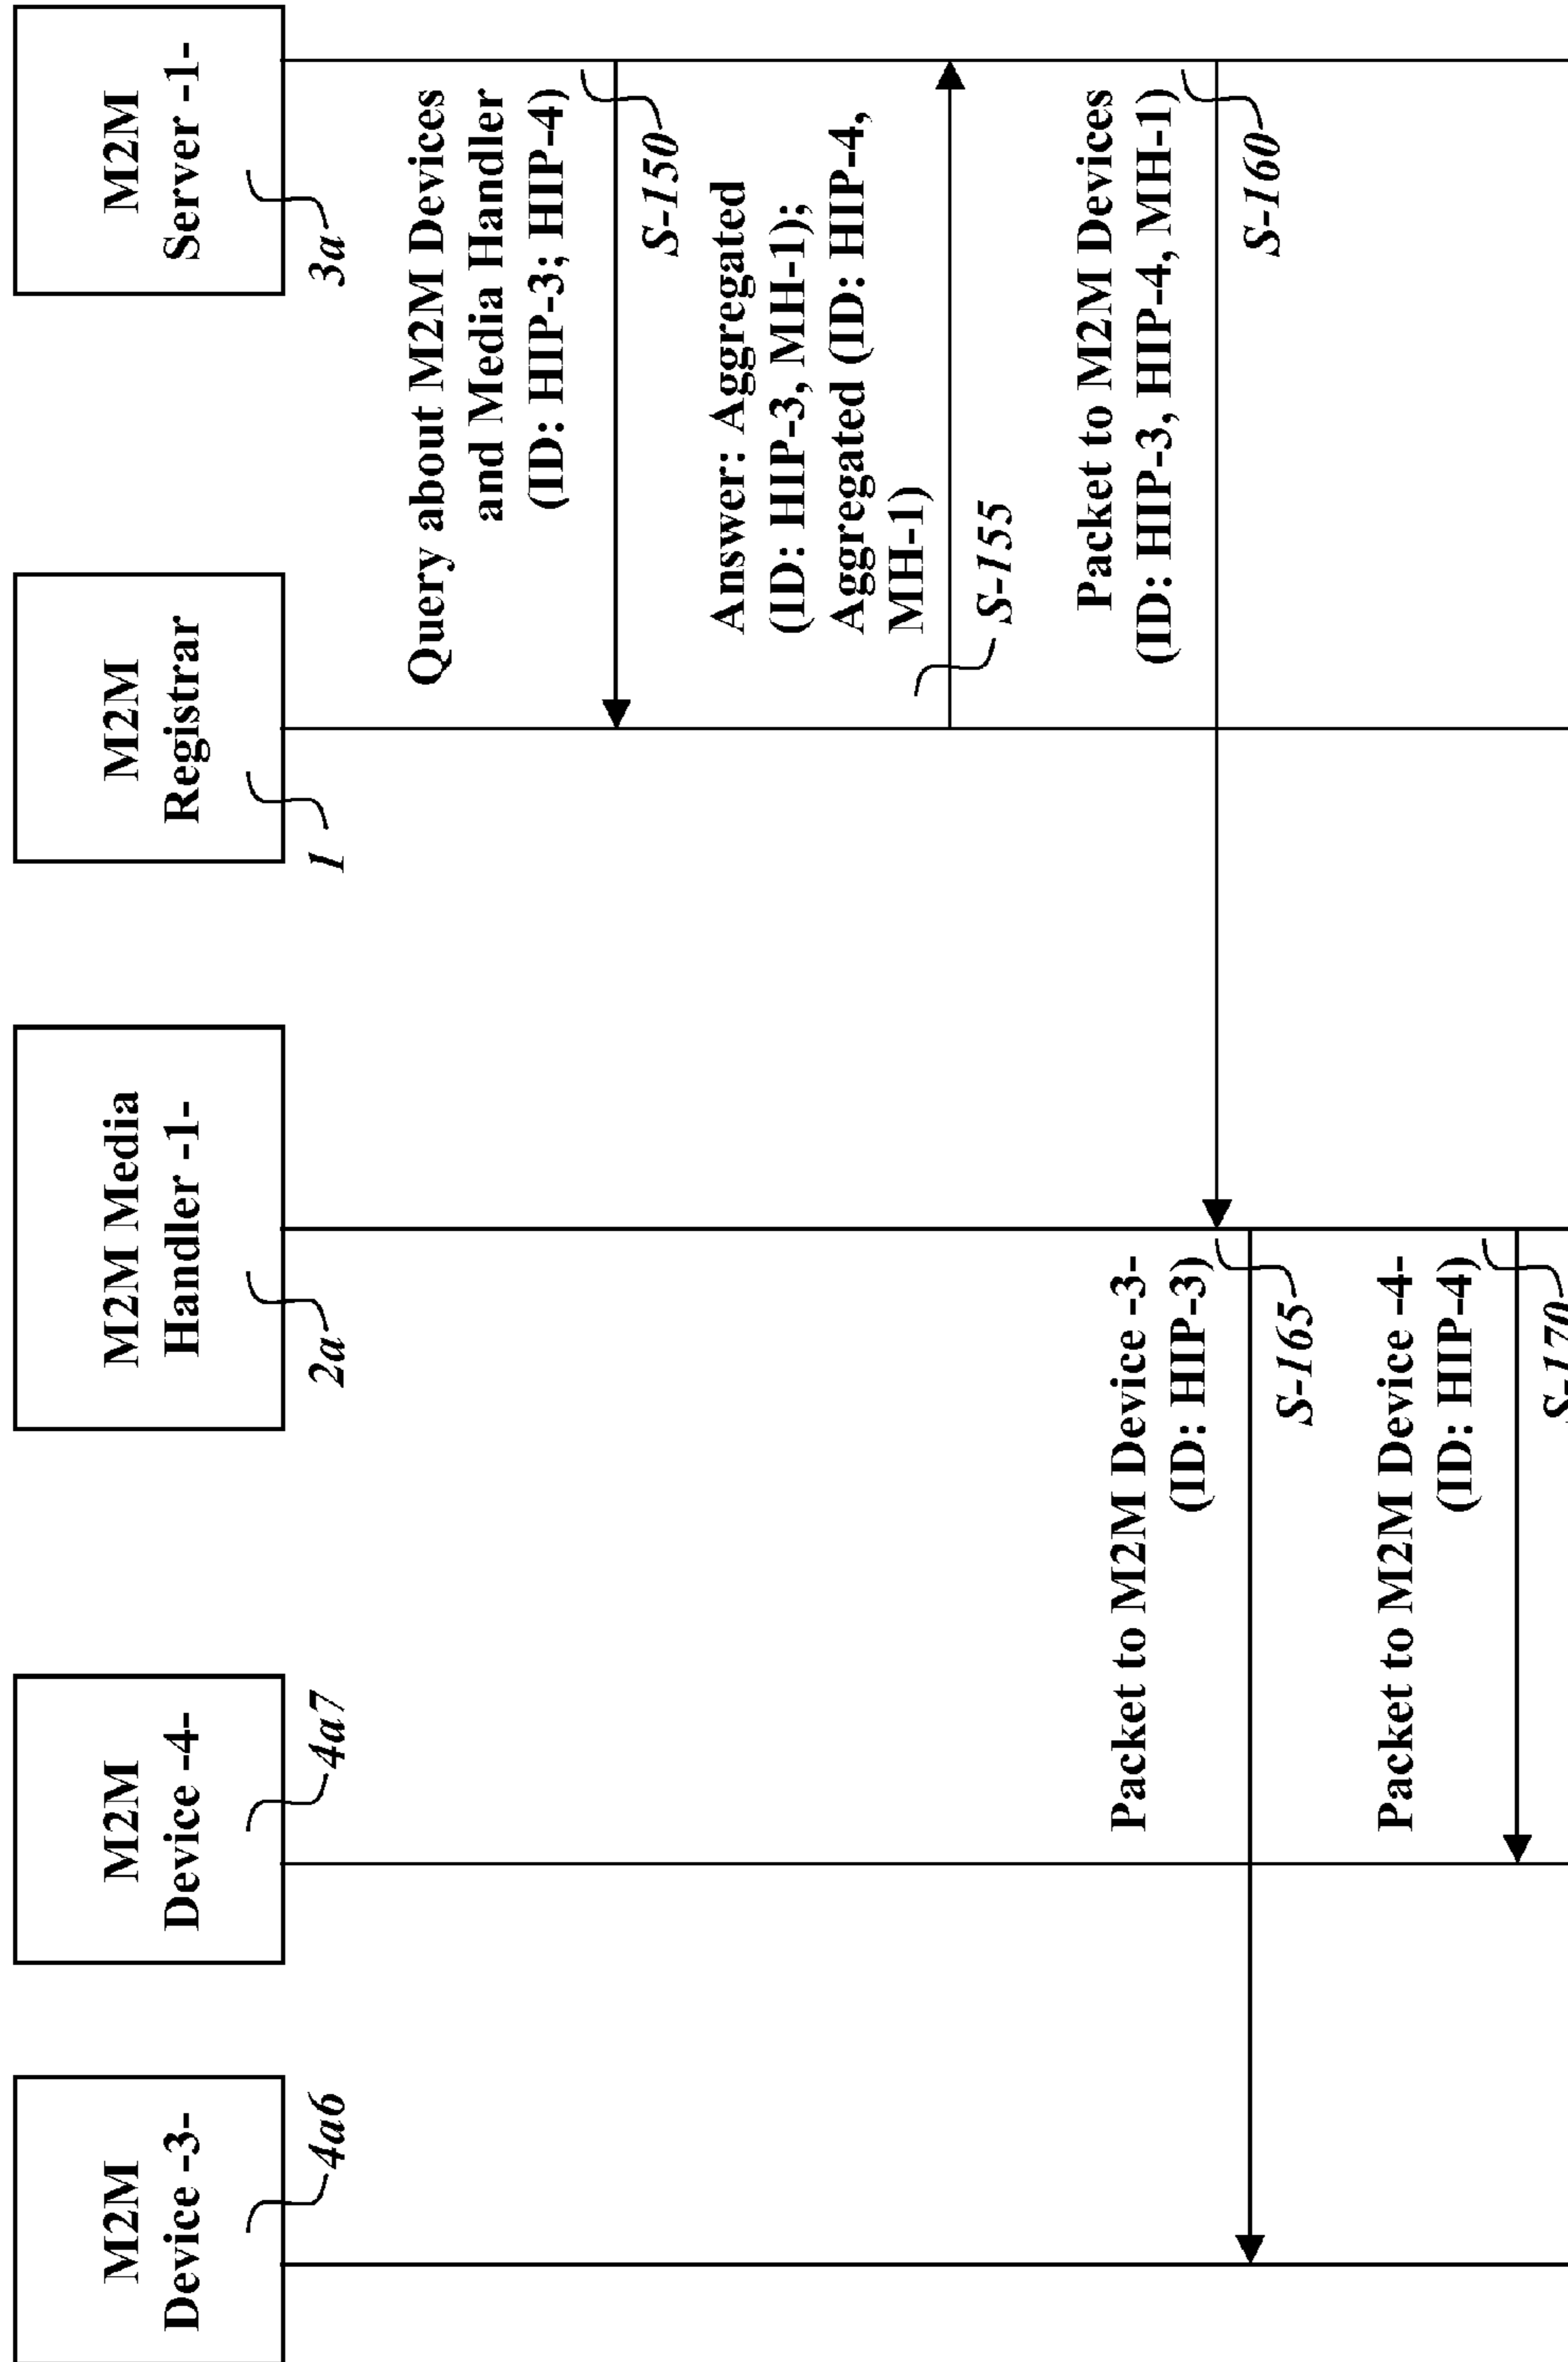 M2M
Device -3-
4a6
M2M
Device -4-
4a7
M2M Media
Handler -1-
2a
M2M
Registrar
1
M2M
Server -1-
3a
Query about M2M Devices
and Media Handler
(ID: HIP-3; HIP-4)
S-150
Answer: Aggregated
(ID: HIP-3, MH-1);
Aggregated (ID: HIP-4,
MH-1)
S-155
Packet to M2M Devices
(ID: HIP-3, HIP-4, MH-1)
S-160
Packet to M2M Device -3-
(ID: HIP-3)
S-165
Packet to M2M Device -4-
(ID: HIP-4)
S-170